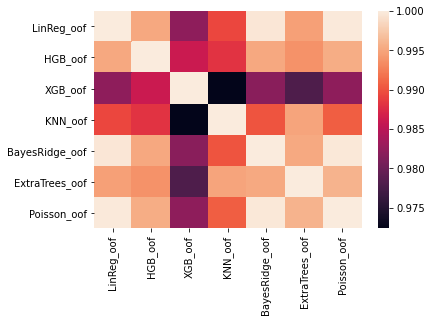 LinReg_oof
HGB_oof
XGB_oof
KNN_oof
BayesRidge_oof
ExtraTrees_oof
Poisson_oof
LinReg_oof
HGB_oof
XGB_oof
KNN_oof
BayesRidge_oof
ExtraTrees_oof
Poisson_oof
1.000
0.995
0.990
0.985
0.980
0.975